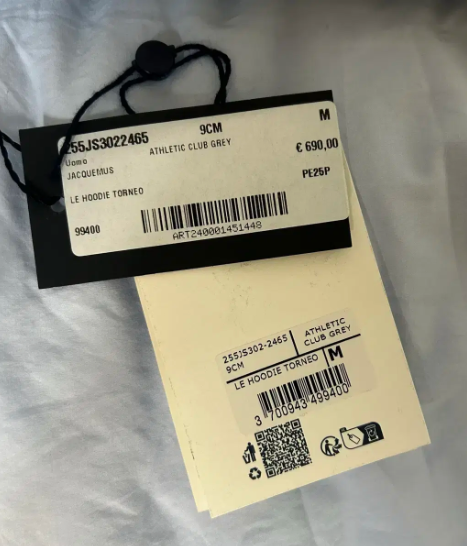 255JS3022465 9CM M
Uomo ATHLETIC CLUB GREY € 690,00
JACQUEMUS PE25P
LE HOODIE TORNEO
99400
ART240001451448
255JS302-2465 ATHLETIC
9CM CLUB GREY
LE HOODIE TORNEO M
3 700943 499400